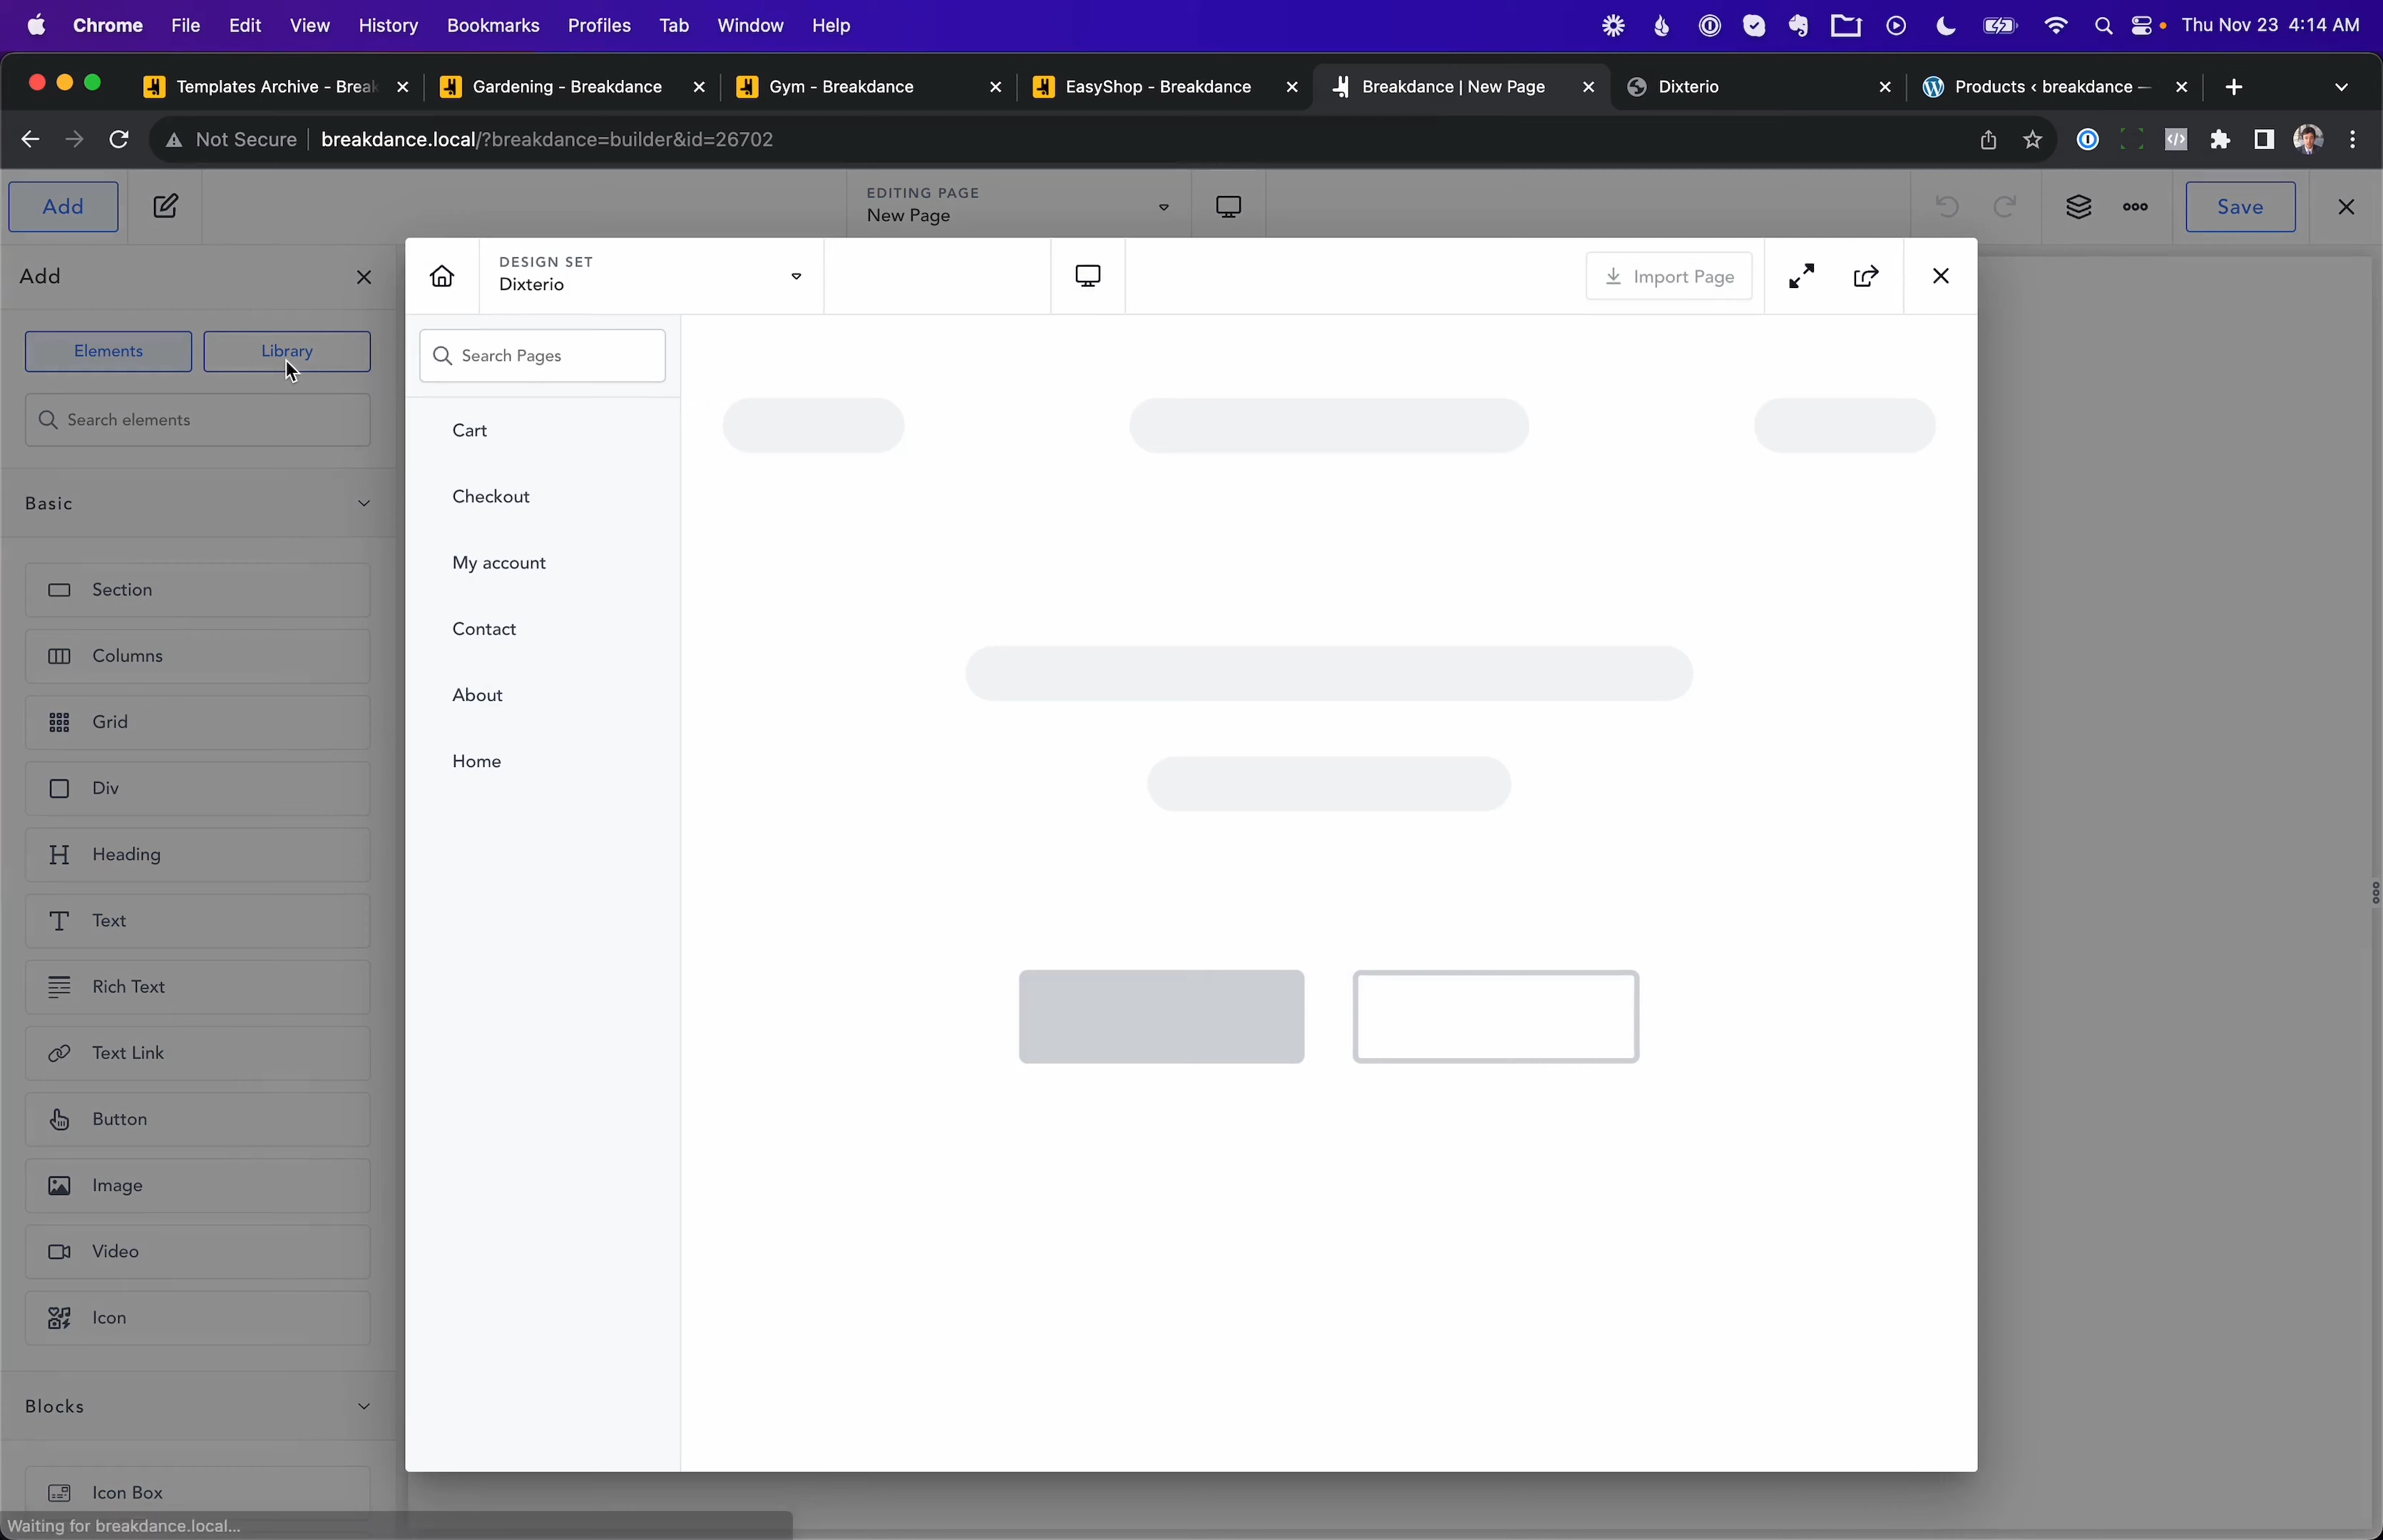 Chrome File Edit View History Bookmarks Profiles Tab Window Help Thu Nov 23 4:14 AM
Templates Archive - Break Gardening - Breakdance Gym - Breakdance EasyShop - Breakdance Breakdance | New Page Dixterio Products ‹ breakdance —
Not Secure breakdance.local/?breakdance=builder&id=26702
Add EDITING PAGE Save
New Page
Add
DESIGN SET
Dixterio
Import Page
Elements Library
Search Pages
Search elements
Cart
Checkout
My account
Contact
About
Home
Basic
Section
Columns
Grid
Div
Heading
Text
Rich Text
Text Link
Button
Image
Video
Icon
Blocks
Icon Box
Waiting for breakdance.local...